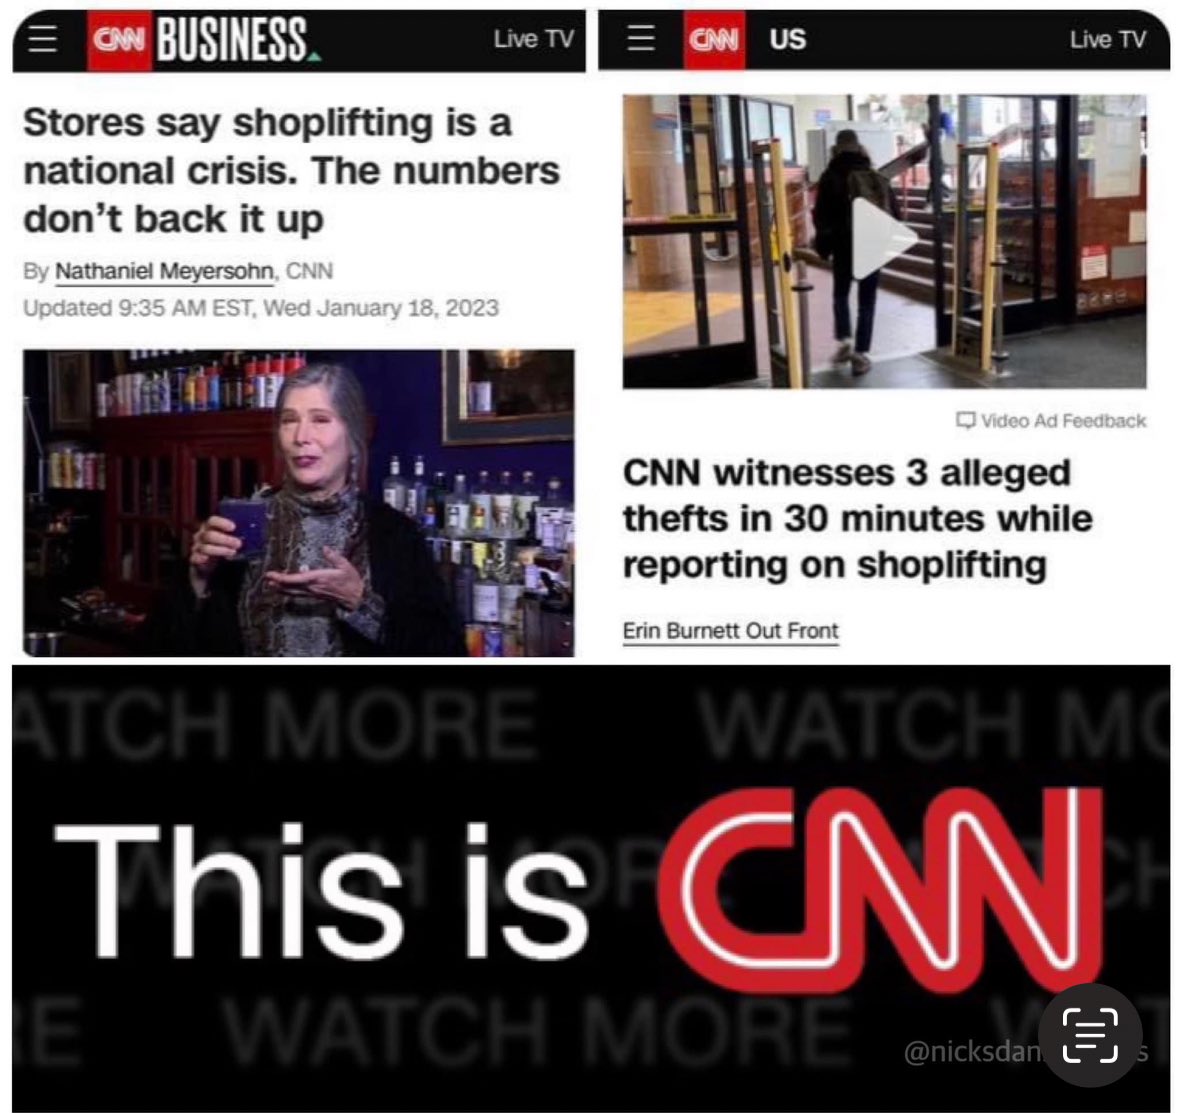 CNN BUSINESS
Live TV
Stores say shoplifting is a
national crisis. The numbers
don't back it up
By Nathaniel Meyersohn, CNN
Updated 9:35 AM EST, Wed January 18, 2023
CNN US
Live TV
Video Ad Feedback
CNN witnesses 3 alleged
thefts in 30 minutes while
reporting on shoplifting
Erin Burnett Out Front
ATCH MORE WATCH MO
This is CNN
WATCH MORE CH
RE WATCH MORE
@nicksdan